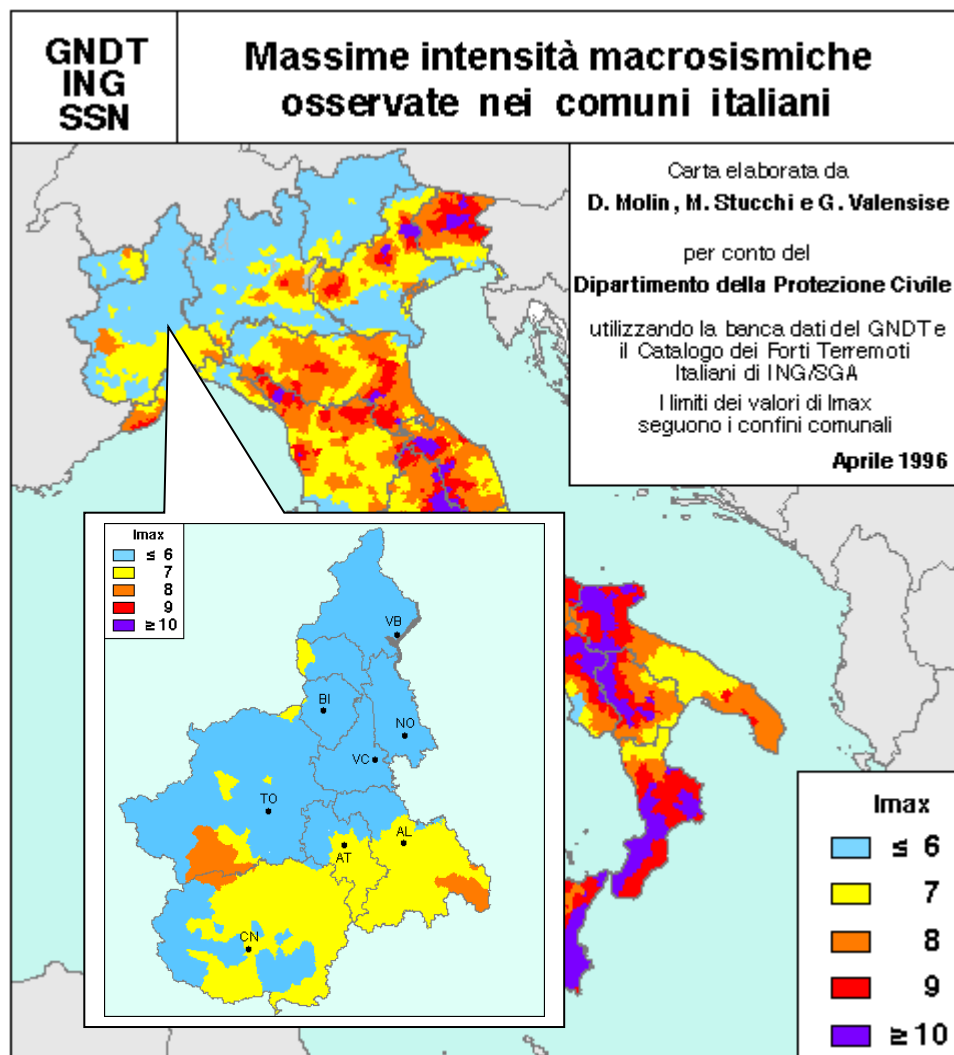 GNDT
ING
SSN
Massime intensità macrosismiche
osservate nei comuni italiani
Carta elaborata da
D. Molin, M. Stucchi e G. Valensise
per conto del
Dipartimento della Protezione Civile
utilizzando la banca dati del GNDT e
il Catalogo dei Forti Terremoti
Italiani di ING/SGA
I limiti dei valori di Imax
seguono i confini comunali
Aprile 1996
Imax
≤ 6
7
8
9
≥ 10
VB
BI
NO
VC
TO
AL
AT
CN
Imax
≤ 6
7
8
9
≥ 10